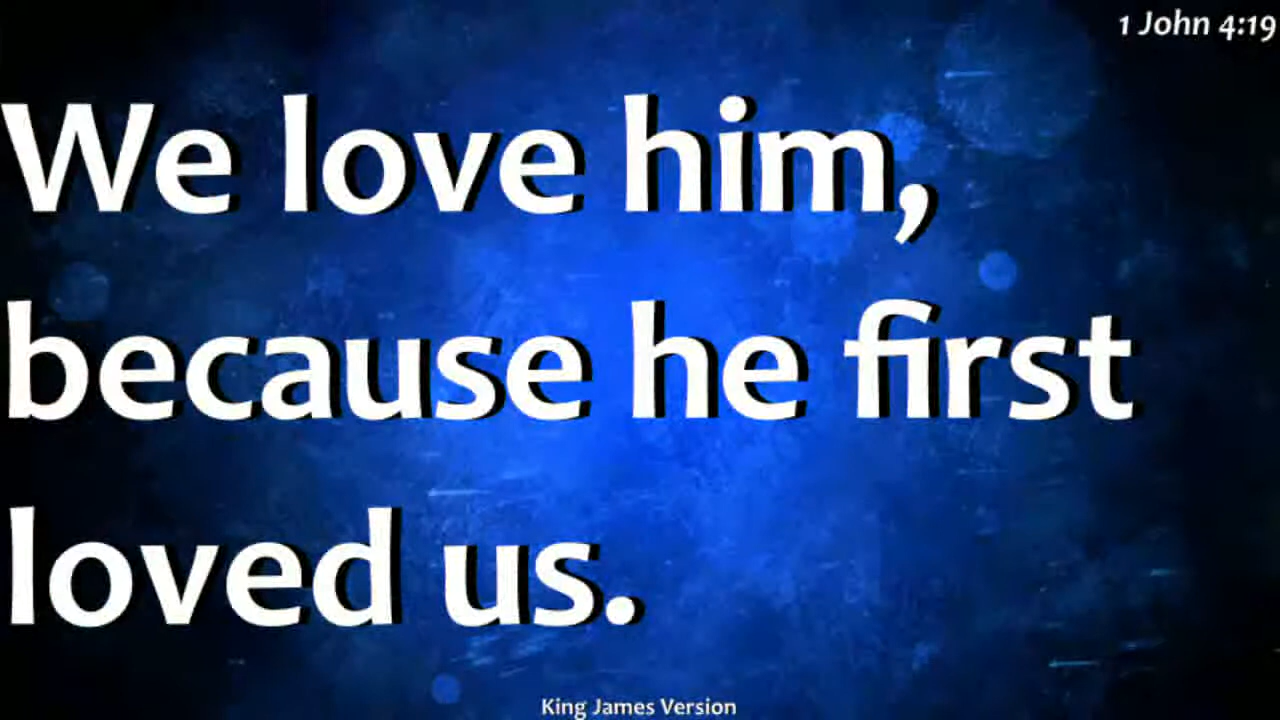 1 John 4:19
We love him,
because he first
loved us.
King James Version